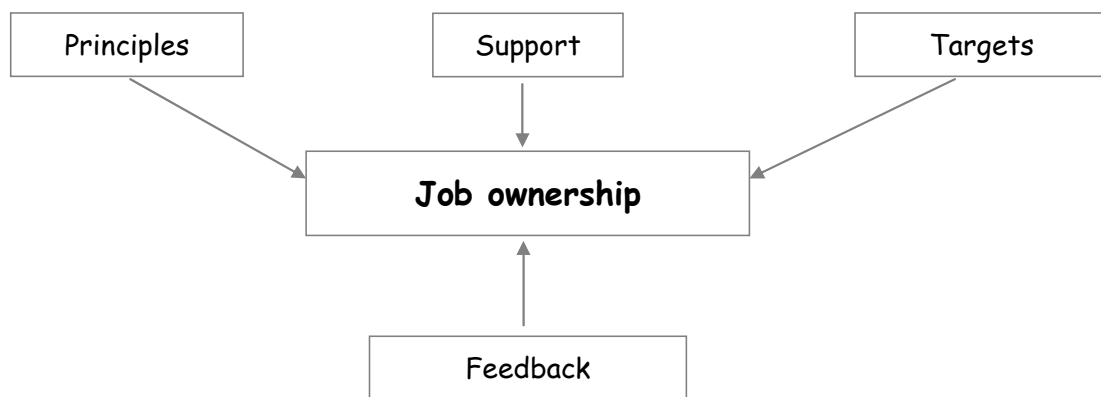 Principles
Support
Targets
Job ownership
Feedback